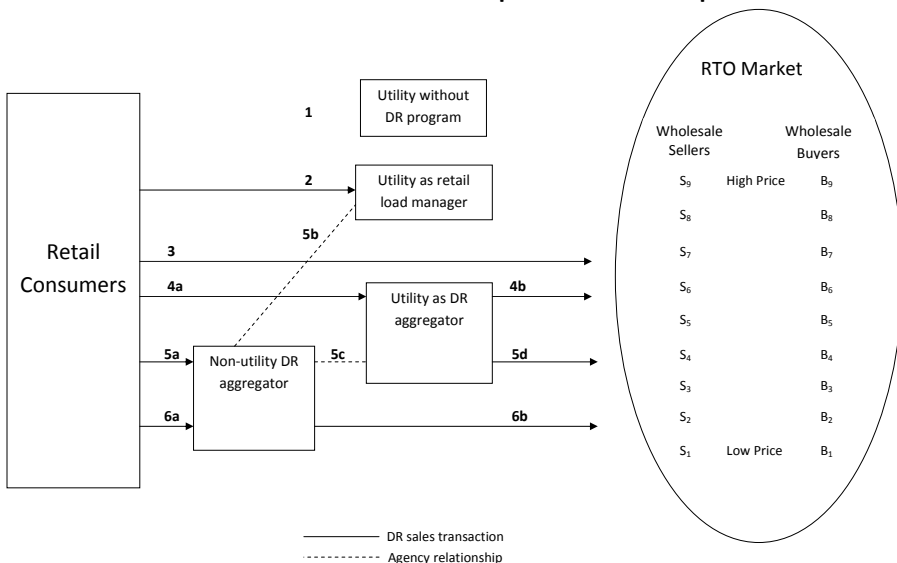 RTO Market
Utility without
DR program
1
Wholesale
Sellers
Wholesale
Buyers
2
Utility as retail
load manager
S₉ High Price B₉
S₈ B₈
5b
Retail
Consumers
3
S₇ B₇
4a
Utility as DR
aggregator
4b
S₆ B₆
S₅ B₅
5a
Non-utility DR
aggregator
5c
5d
S₄ B₄
S₃ B₃
6a
6b
S₂ B₂
S₁ Low Price B₁
DR sales transaction
Agency relationship